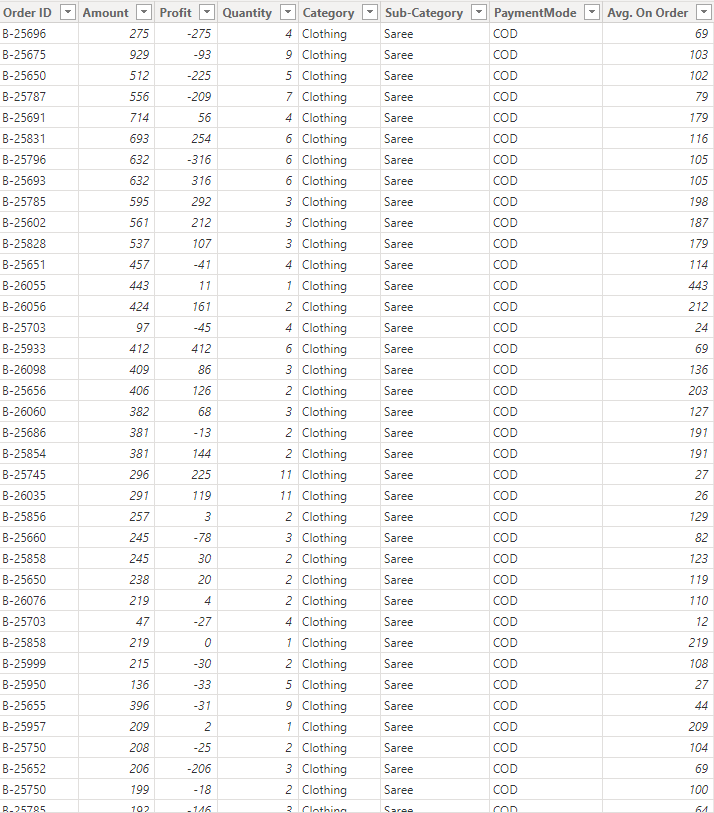 Order ID Amount Profit Quantity Category Sub-Category PaymentMode Avg. On Order
B-25696 275 -275 4 Clothing Saree COD 69
B-25675 929 -93 9 Clothing Saree COD 103
B-25650 512 -225 5 Clothing Saree COD 102
B-25787 556 -209 7 Clothing Saree COD 79
B-25691 714 56 4 Clothing Saree COD 179
B-25831 693 254 6 Clothing Saree COD 116
B-25796 632 -316 6 Clothing Saree COD 105
B-25693 632 316 6 Clothing Saree COD 105
B-25785 595 292 3 Clothing Saree COD 198
B-25602 561 212 3 Clothing Saree COD 187
B-25828 537 107 3 Clothing Saree COD 179
B-25651 457 -41 4 Clothing Saree COD 114
B-26055 443 11 1 Clothing Saree COD 443
B-26056 424 161 2 Clothing Saree COD 212
B-25703 97 -45 4 Clothing Saree COD 24
B-25933 412 412 6 Clothing Saree COD 69
B-26098 409 86 3 Clothing Saree COD 136
B-25656 406 126 2 Clothing Saree COD 203
B-26060 382 68 3 Clothing Saree COD 127
B-25686 381 -13 2 Clothing Saree COD 191
B-25854 381 144 2 Clothing Saree COD 191
B-25745 296 225 11 Clothing Saree COD 27
B-26035 291 119 11 Clothing Saree COD 26
B-25856 257 3 2 Clothing Saree COD 129
B-25660 245 -78 3 Clothing Saree COD 82
B-25858 245 30 2 Clothing Saree COD 123
B-25650 238 20 2 Clothing Saree COD 119
B-26076 219 4 2 Clothing Saree COD 110
B-25703 47 -27 4 Clothing Saree COD 12
B-25858 219 0 1 Clothing Saree COD 219
B-25999 215 -30 2 Clothing Saree COD 108
B-25950 136 -33 5 Clothing Saree COD 27
B-25655 396 -31 9 Clothing Saree COD 44
B-25957 209 2 1 Clothing Saree COD 209
B-25750 208 -25 2 Clothing Saree COD 104
B-25652 206 -206 3 Clothing Saree COD 69
B-25750 199 -18 2 Clothing Saree COD 100
B-25785 192 -146 3 Clothing Saree COD 64